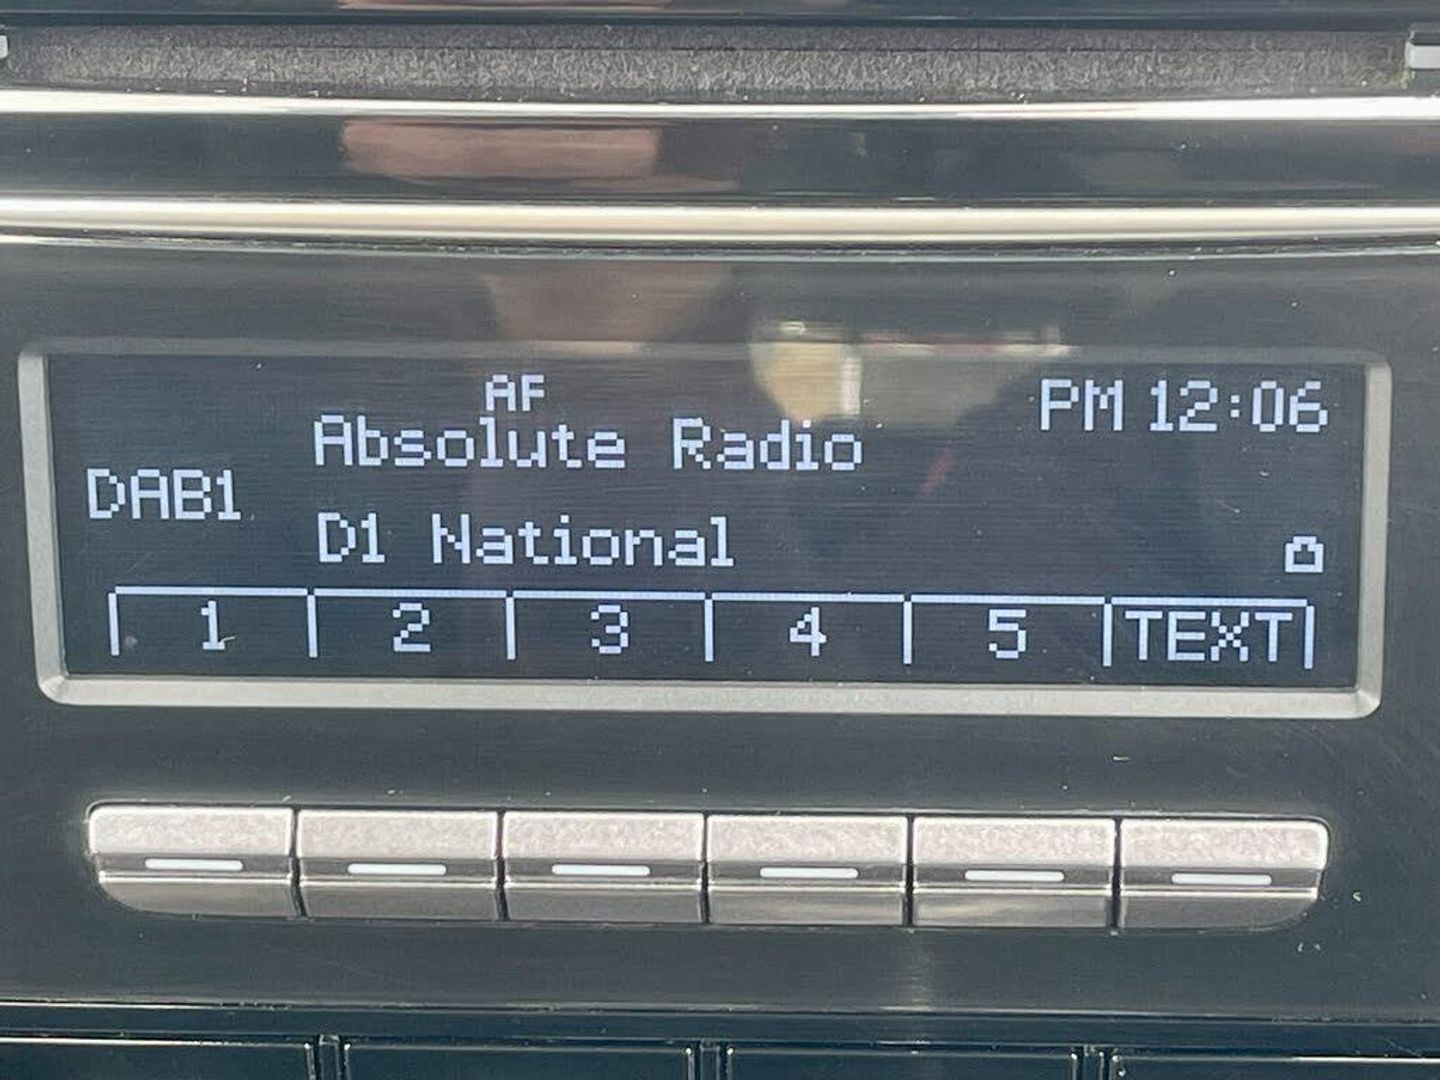 AF
PM 12:06
Absolute Radio
DAB1
D1 National
1 2 3 4 5 TEXT